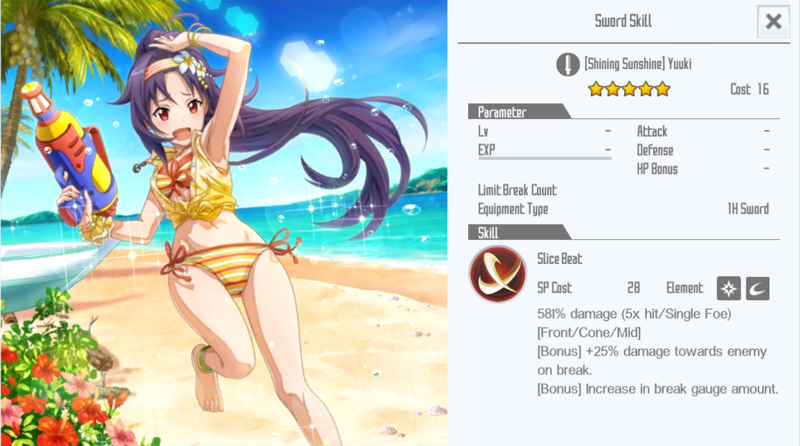 Sword Skill
[Shining Sunshine] Yuuki
Cost 16
Parameter
Lv - Attack -
EXP - Defense -
HP Bonus -
Limit Break Count
Equipment Type 1H Sword
Skill
Slice Beat
SP Cost 28 Element
581% damage (5x hit/Single Foe)
[Front/Cone/Mid]
[Bonus] +25% damage towards enemy
on break.
[Bonus] Increase in break gauge amount.